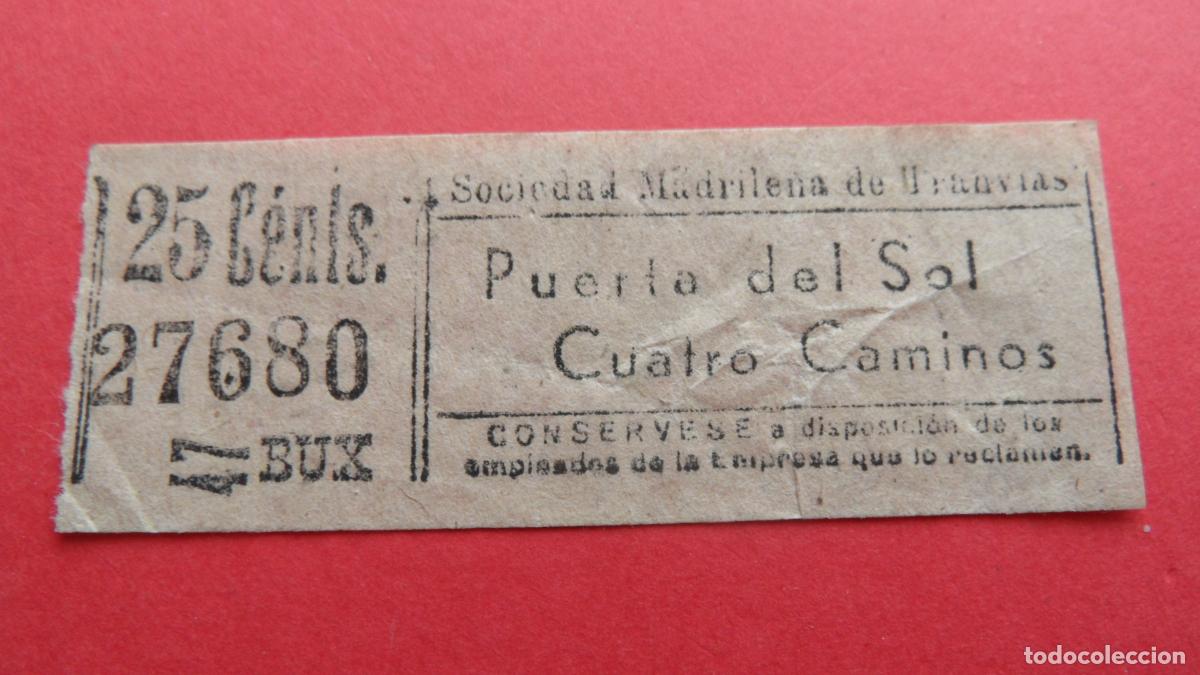 25 Cénts.
27680
47 BUX
Sociedad Madrileña de Tranvías
Puerta del Sol
Cuatro Caminos
CONSERVESE a disposición de los
empleados de la Empresa que lo reclamen.
todocoleccion